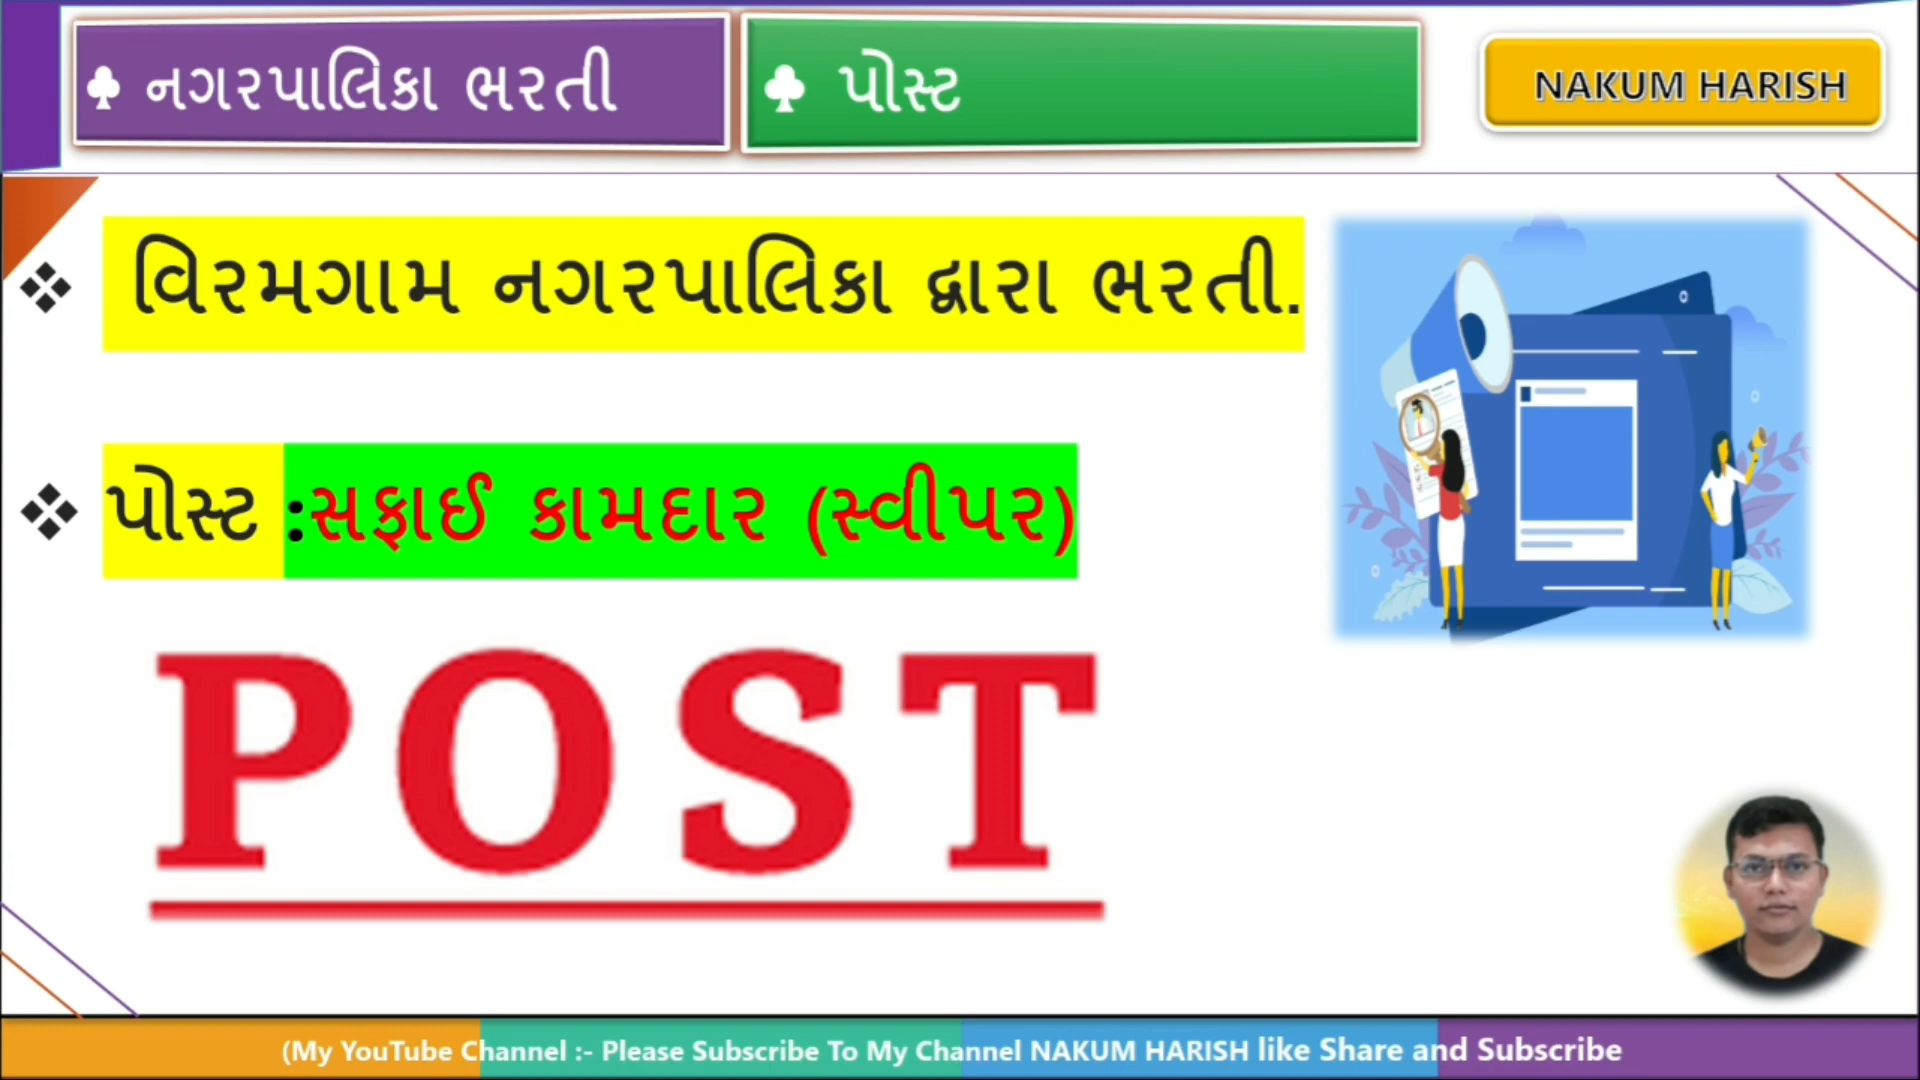 ♣ નગરપાલિકા ભરતી
♣ પોસ્ટ
NAKUM HARISH
❖ વિરમગામ નગરપાલિકા દ્વારા ભરતી.
❖ પોસ્ટ :સફાઈ કામદાર (સ્વીપર)
POST
(My YouTube Channel :- Please Subscribe To My Channel NAKUM HARISH like Share and Subscribe